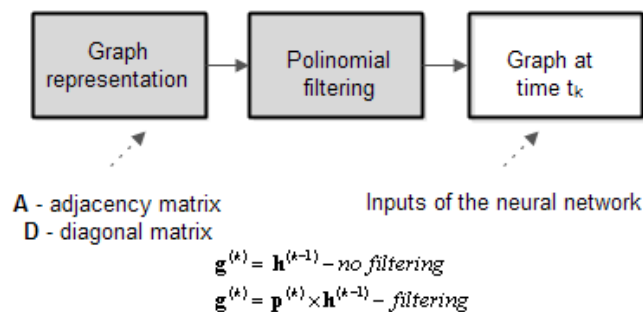 Graph representation
Polinomial filtering
Graph at time tₖ
A - adjacency matrix
D - diagonal matrix
Inputs of the neural network
g⁽ᵏ⁾ = h⁽ᵏ⁻¹⁾ – no filtering
g⁽ᵏ⁾ = p⁽ᵏ⁾ × h⁽ᵏ⁻¹⁾ – filtering